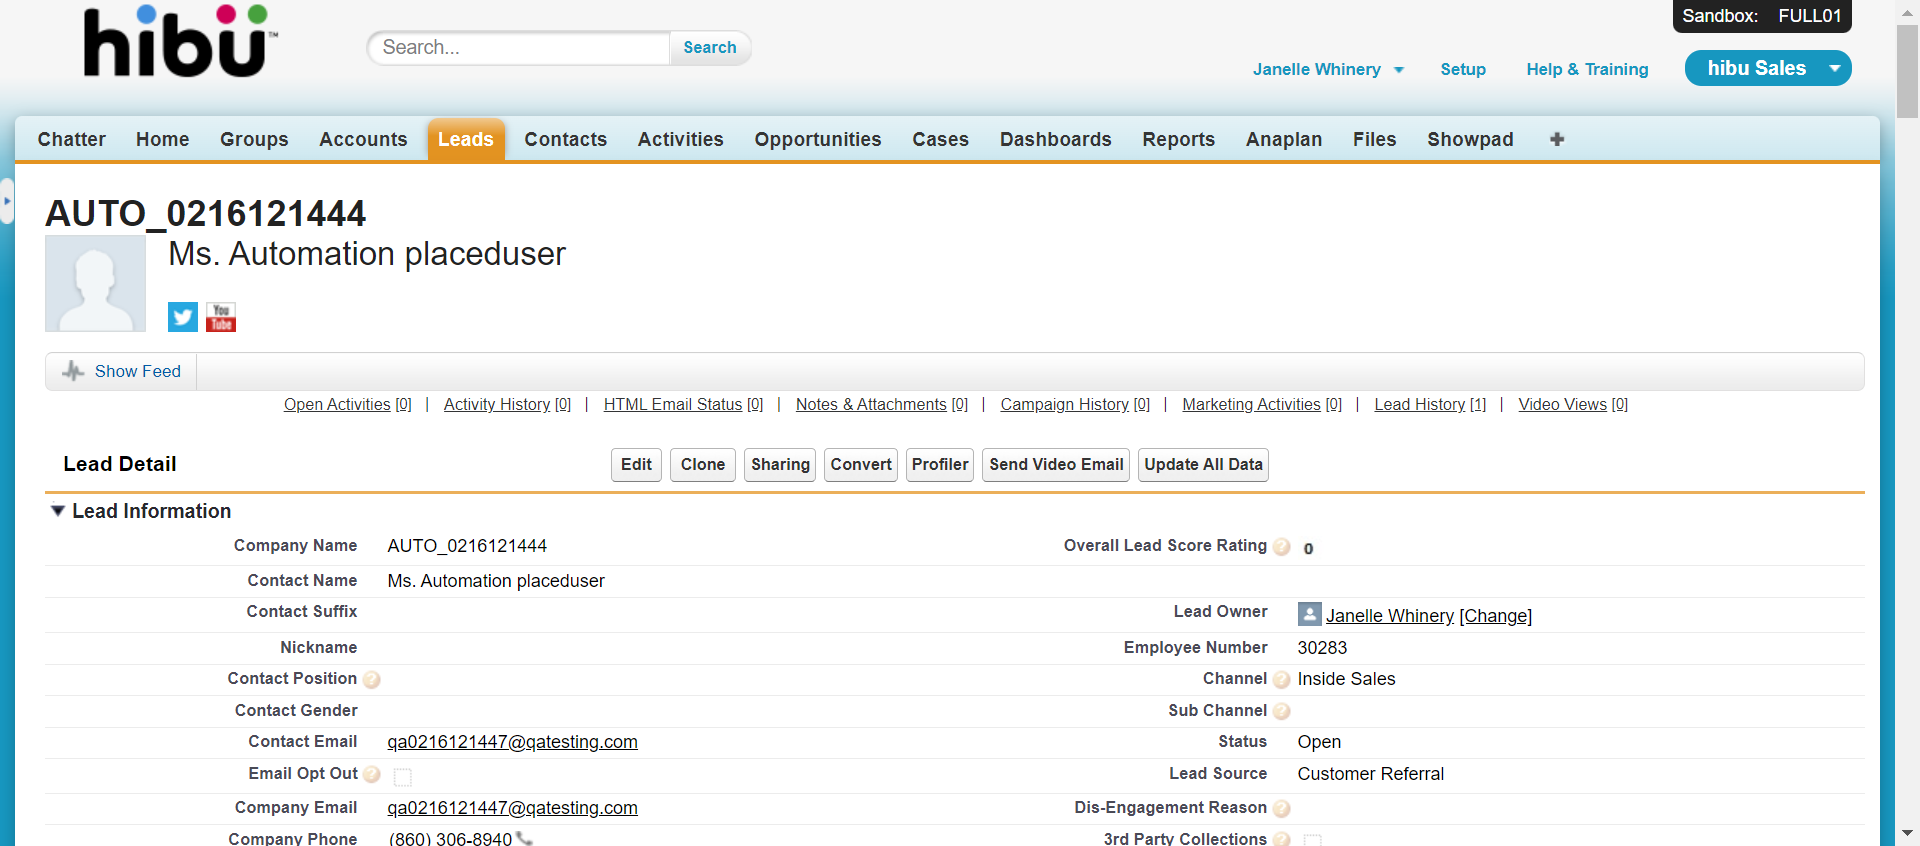 Sandbox: FULL01
hibü™
Search...
Search
Janelle Whinery Setup Help & Training hibu Sales
Chatter Home Groups Accounts Leads Contacts Activities Opportunities Cases Dashboards Reports Anaplan Files Showpad
AUTO_0216121444
Ms. Automation placeduser
You Tube
Show Feed
Open Activities [0] | Activity History [0] | HTML Email Status [0] | Notes & Attachments [0] | Campaign History [0] | Marketing Activities [0] | Lead History [1] | Video Views [0]
Lead Detail Edit Clone Sharing Convert Profiler Send Video Email Update All Data
Lead Information
Company Name AUTO_0216121444 Overall Lead Score Rating ? 0
Contact Name Ms. Automation placeduser
Contact Suffix Lead Owner Janelle Whinery [Change]
Nickname Employee Number 30283
Contact Position ? Channel ? Inside Sales
Contact Gender Sub Channel ?
Contact Email qa0216121447@qatesting.com Status Open
Email Opt Out ? Lead Source Customer Referral
Company Email qa0216121447@qatesting.com Dis-Engagement Reason ?
Company Phone (860) 306-8940 3rd Party Collections ?